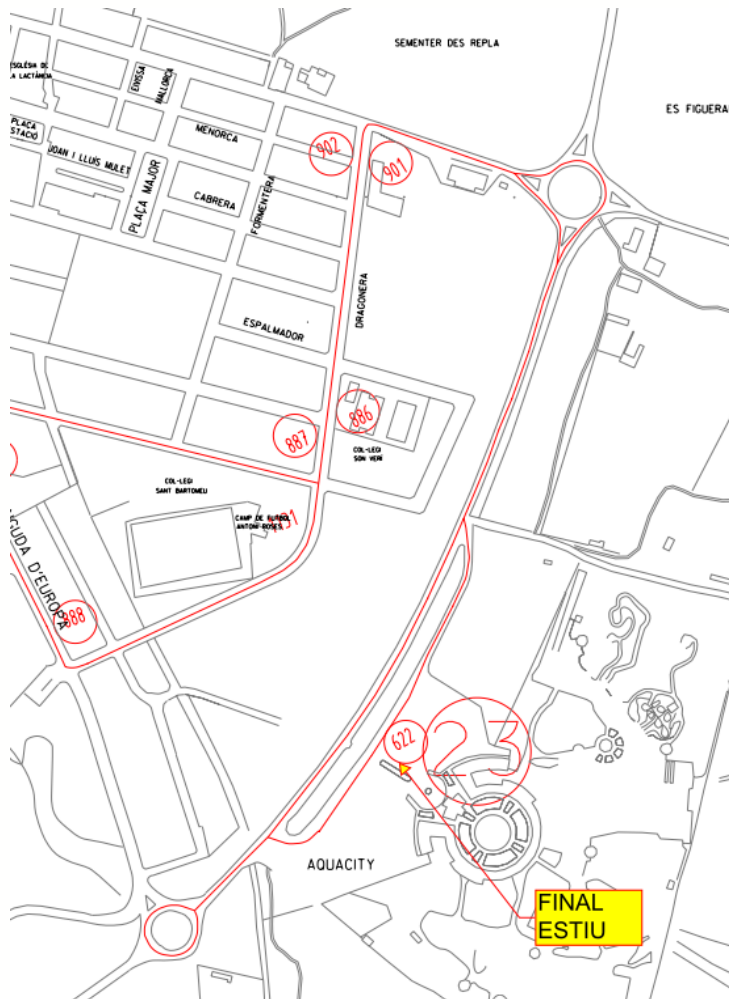 SEMENTER DES REPLA
ESGLÉSIA DE
LA LACTÀNCIA
EIVISSA
MALLORCA
ES FIGUERA
PLAÇA
ESTACIÓ
JOAN I LLUÍS MULET
MENORCA
902
901
PLAÇA MAJOR
CABRERA
FORMENTERA
DRAGONERA
ESPALMADOR
886
887
COL-LEGI
SON VERI
COL-LEGI
SANT BARTOMEU
CAMP DE FUTBOL
ANTONI ROSES
GUDA D'EUROPA
888
622
23
AQUACITY
FINAL
ESTIU